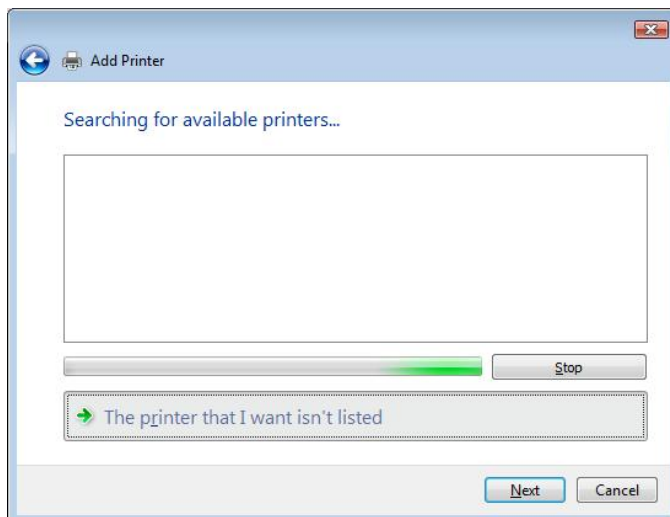 Add Printer
Searching for available printers...
Stop
The printer that I want isn't listed
Next
Cancel